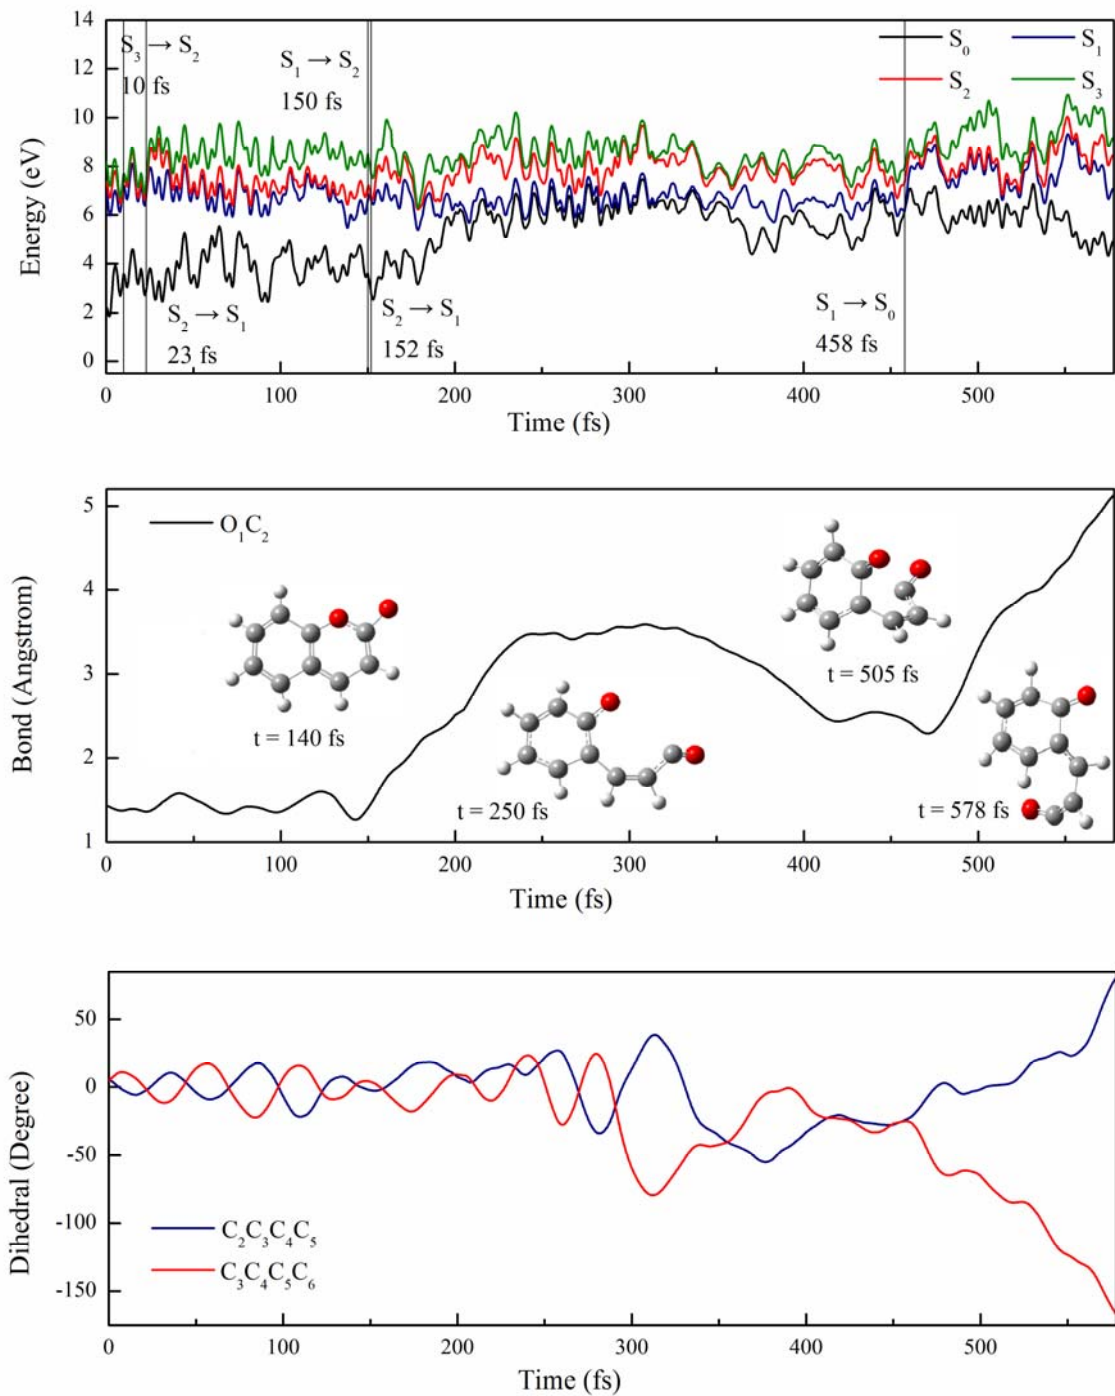 14
12
10
8
6
4
2
0
Energy (eV)
S₃ → S₂
10 fs
S₁ → S₂
150 fs
S₀
S₁
S₂
S₃
S₂ → S₁
23 fs
S₂ → S₁
152 fs
S₁ → S₀
458 fs
0 100 200 300 400 500
Time (fs)
5
4
3
2
1
Bond (Angstrom)
O₁C₂
t = 140 fs
t = 250 fs
t = 505 fs
t = 578 fs
0 100 200 300 400 500
Time (fs)
50
0
-50
-100
-150
Dihedral (Degree)
C₂C₃C₄C₅
C₃C₄C₅C₆
0 100 200 300 400 500
Time (fs)